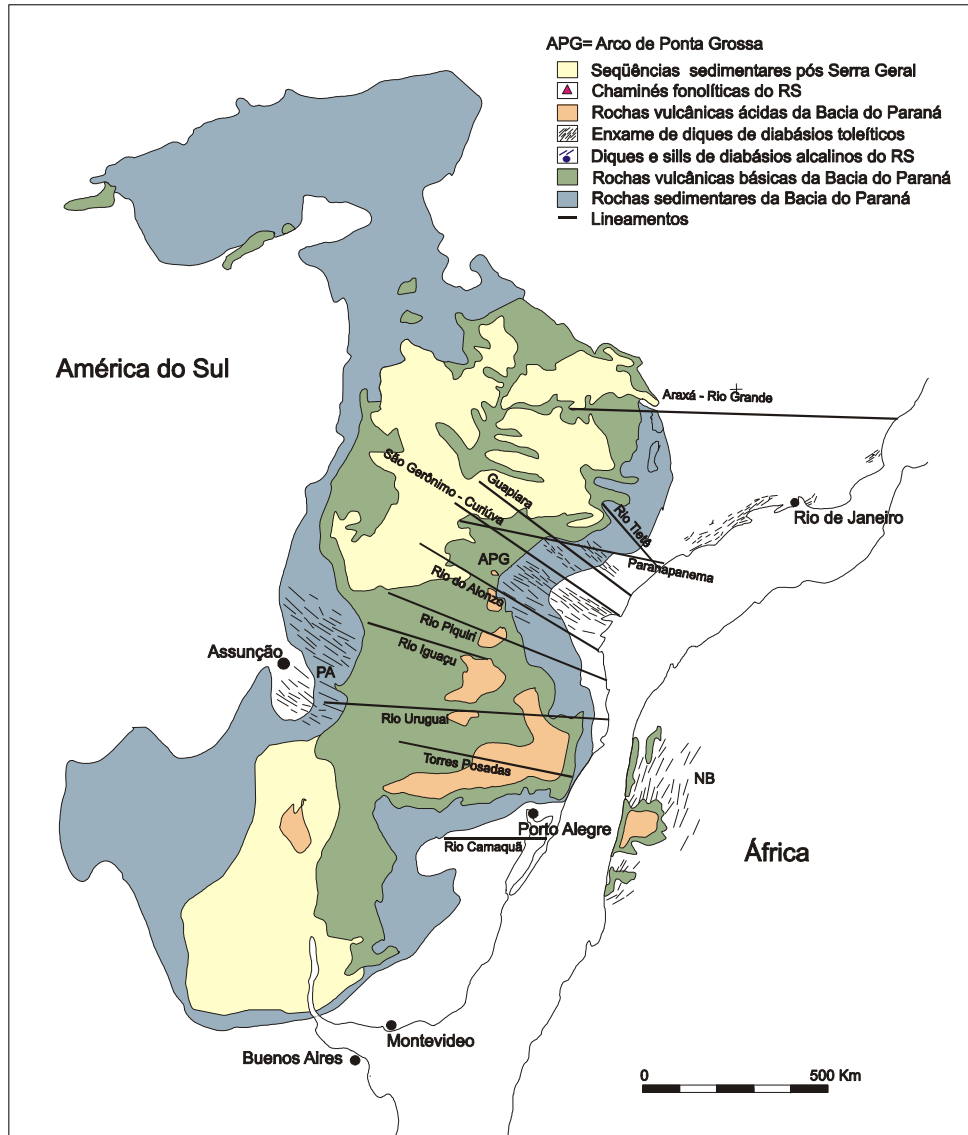 APG= Arco de Ponta Grossa
Seqüências sedimentares pós Serra Geral
Chaminés fonolíticas do RS
Rochas vulcânicas ácidas da Bacia do Paraná
Enxame de diques de diabásios toleíticos
Diques e sills de diabásios alcalinos do RS
Rochas vulcânicas básicas da Bacia do Paraná
Rochas sedimentares da Bacia do Paraná
Lineamentos
América do Sul
Araxá - Rio Grande
São Gerônimo - Curiúva
Guapiara
Rio Tietê
Rio de Janeiro
APG
Paranapanema
Rio do Alonzo
Rio Piquiri
Assunção
PA
Rio Iguaçu
Rio Uruguai
Torres Posadas
NB
Porto Alegre
Rio Camaquã
África
Montevideo
Buenos Aires
0 500 Km